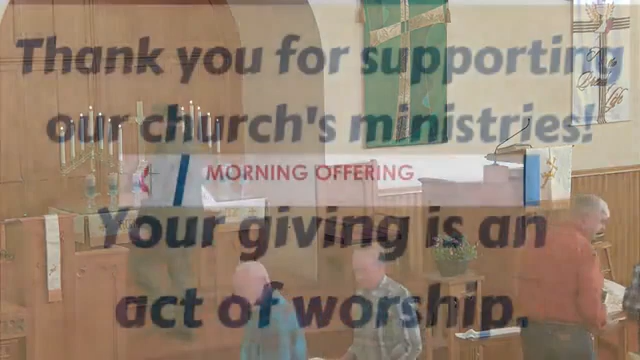 Thank you for supporting
our church's ministries!
MORNING OFFERING
Your giving is an
act of worship.